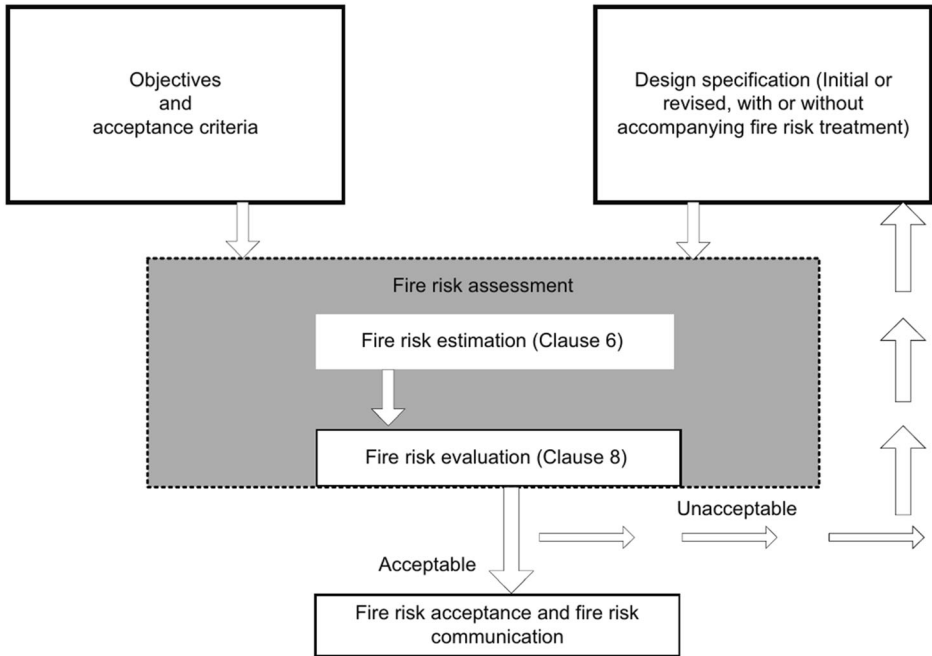 Objectives
and
acceptance criteria
Design specification (Initial or
revised, with or without
accompanying fire risk treatment)
Fire risk assessment
Fire risk estimation (Clause 6)
Fire risk evaluation (Clause 8)
Unacceptable
Acceptable
Fire risk acceptance and fire risk
communication